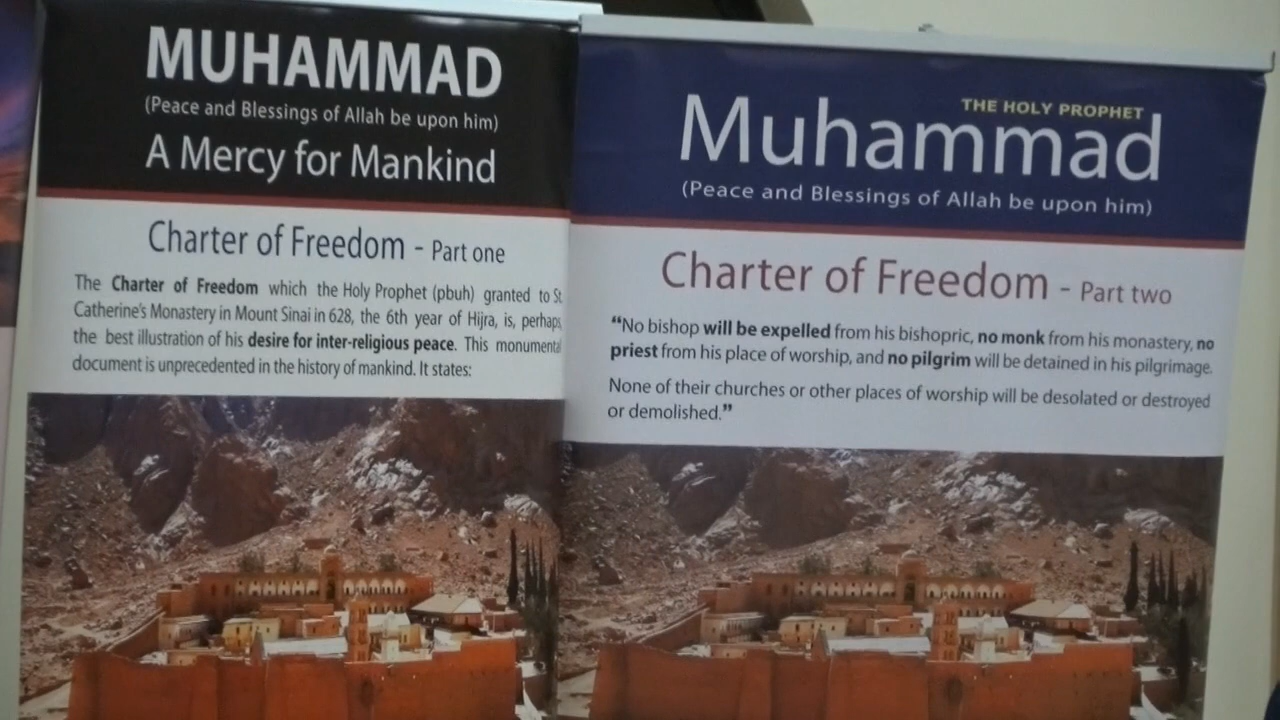 MUHAMMAD
(Peace and Blessings of Allah be upon him)
A Mercy for Mankind
Charter of Freedom - Part one
The Charter of Freedom which the Holy Prophet (pbuh) granted to St
Catherine's Monastery in Mount Sinai in 628, the 6th year of Hijra, is, perhaps,
the best illustration of his desire for inter-religious peace. This monumental
document is unprecedented in the history of mankind. It states:
THE HOLY PROPHET
Muhammad
(Peace and Blessings of Allah be upon him)
Charter of Freedom - Part two
“No bishop will be expelled from his bishopric, no monk from his monastery, no
priest from his place of worship, and no pilgrim will be detained in his pilgrimage.
None of their churches or other places of worship will be desolated or destroyed
or demolished.”